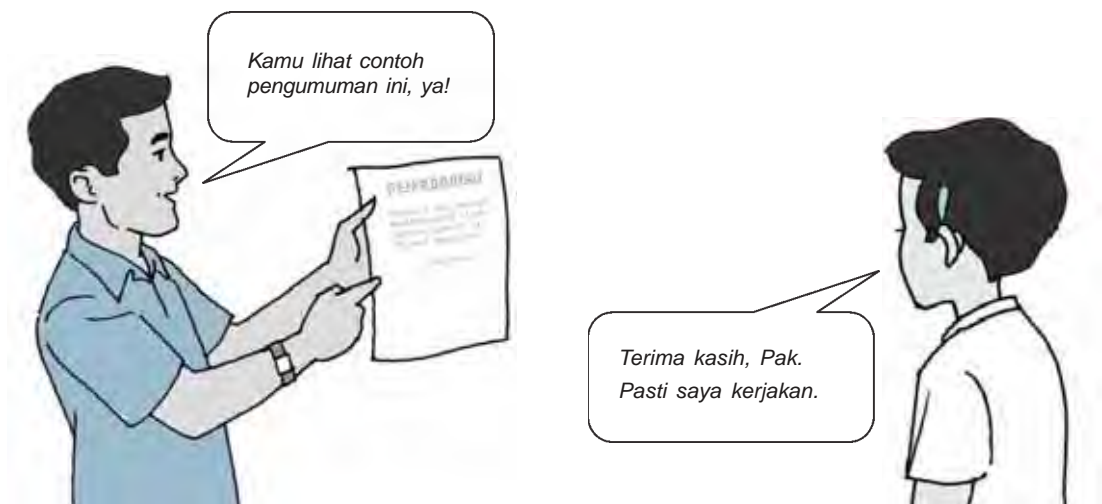 Kamu lihat contoh
pengumuman ini, ya!
Terima kasih, Pak.
Pasti saya kerjakan.